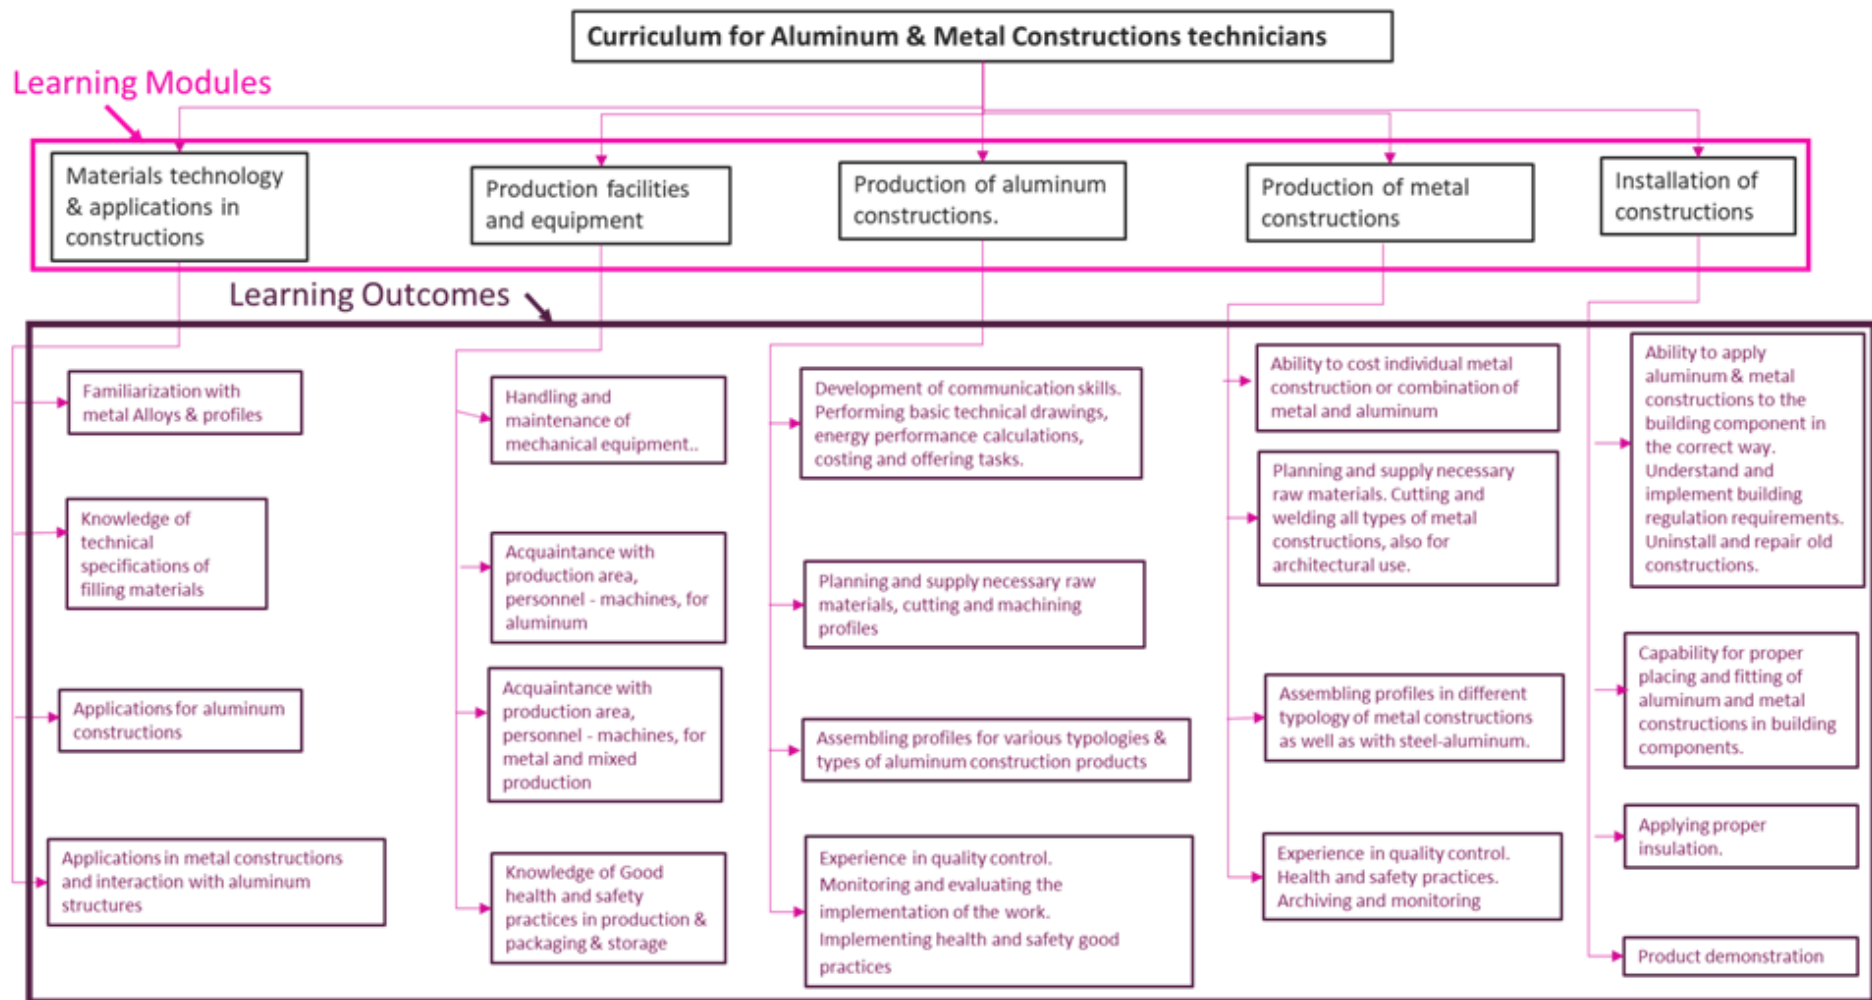 Curriculum for Aluminum & Metal Constructions technicians
Learning Modules
Materials technology
& applications in
constructions
Production facilities
and equipment
Production of aluminum
constructions.
Production of metal
constructions
Installation of
constructions
Learning Outcomes
Familiarization with
metal Alloys & profiles
Knowledge of
technical
specifications of
filling materials
Applications for aluminum
constructions
Applications in metal constructions
and interaction with aluminum
structures
Handling and
maintenance of
mechanical equipment..
Acquaintance with
production area,
personnel - machines, for
aluminum
Acquaintance with
production area,
personnel - machines, for
metal and mixed
production
Knowledge of Good
health and safety
practices in production &
packaging & storage
Development of communication skills.
Performing basic technical drawings,
energy performance calculations,
costing and offering tasks.
Planning and supply necessary raw
materials, cutting and machining
profiles
Assembling profiles for various typologies &
types of aluminum construction products
Experience in quality control.
Monitoring and evaluating the
implementation of the work.
Implementing health and safety good
practices
Ability to cost individual metal
construction or combination of
metal and aluminum
Planning and supply necessary
raw materials. Cutting and
welding all types of metal
constructions, also for
architectural use.
Assembling profiles in different
typology of metal constructions
as well as with steel-aluminum.
Experience in quality control.
Health and safety practices.
Archiving and monitoring
Ability to apply
aluminum & metal
constructions to the
building component in
the correct way.
Understand and
implement building
regulation requirements.
Uninstall and repair old
constructions.
Capability for proper
placing and fitting of
aluminum and metal
constructions in building
components.
Applying proper
insulation.
Product demonstration